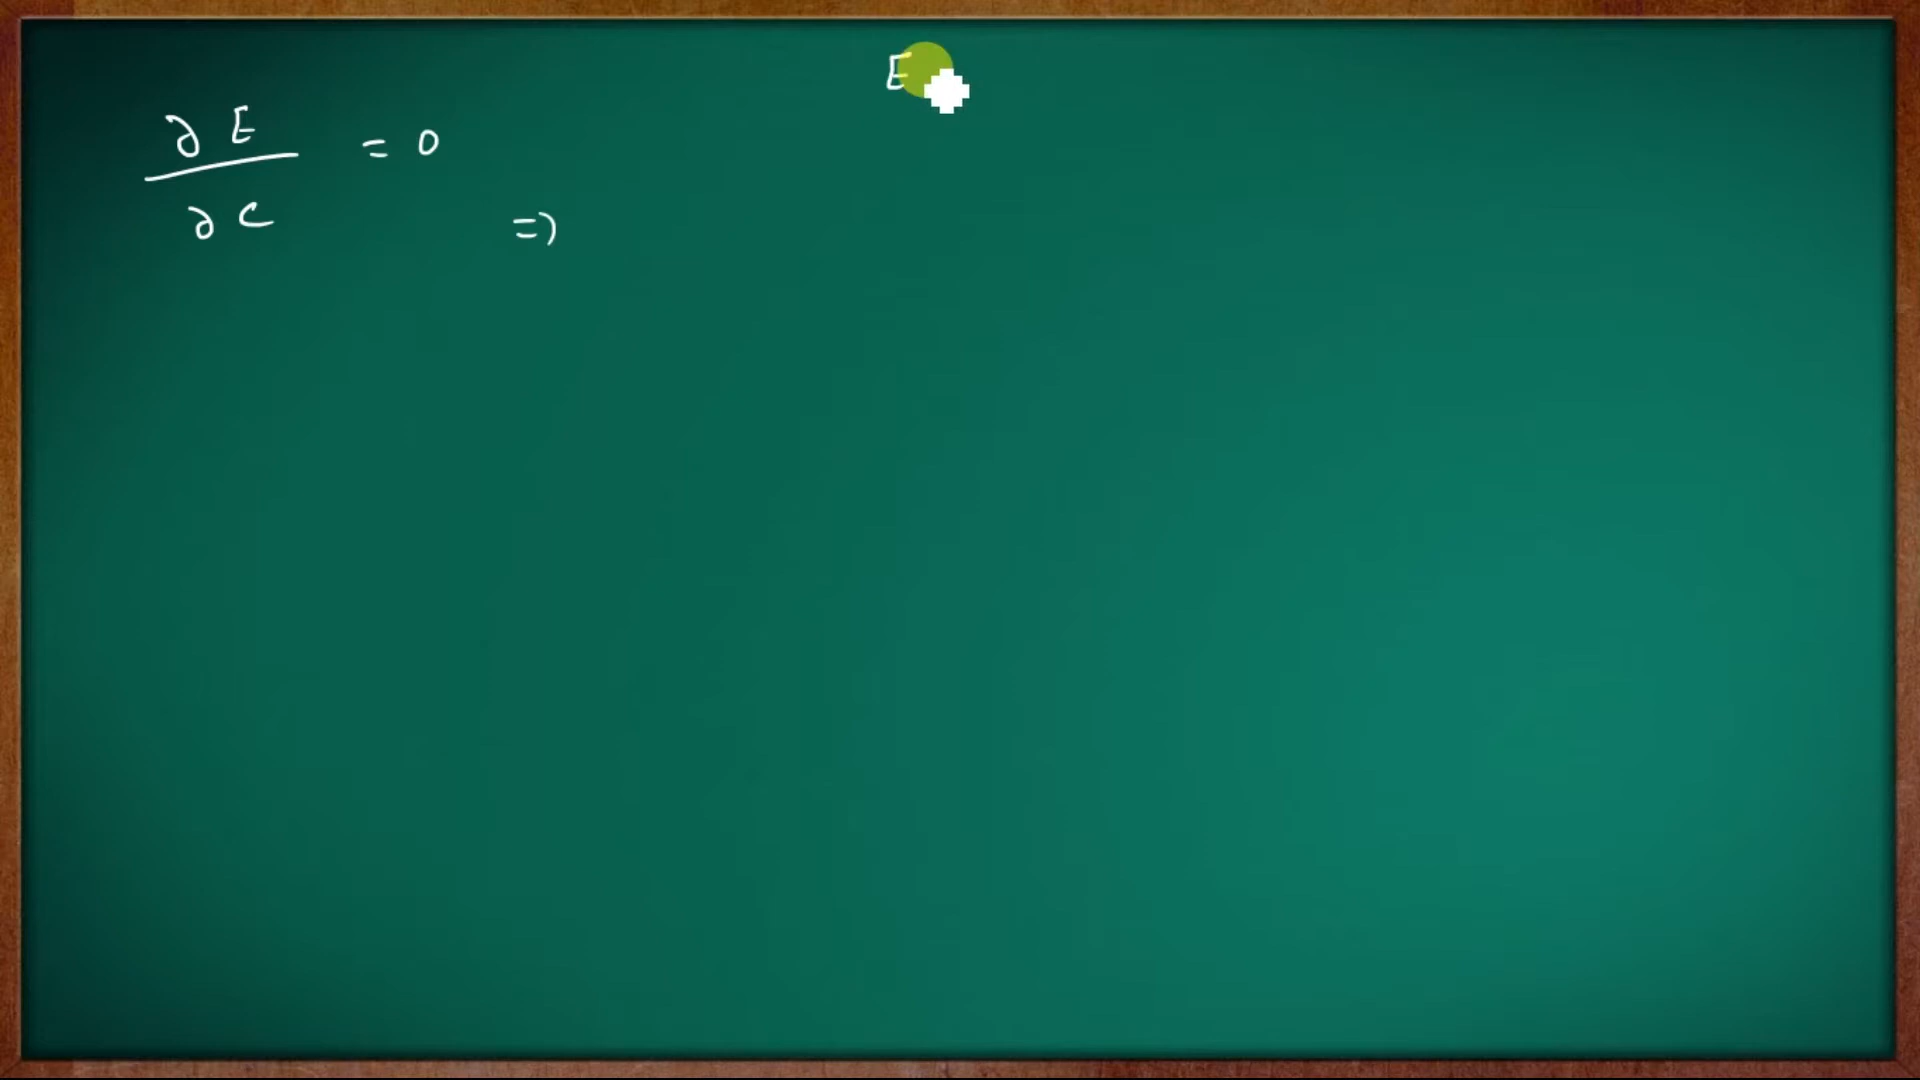 E
∂E/∂C = 0
=>